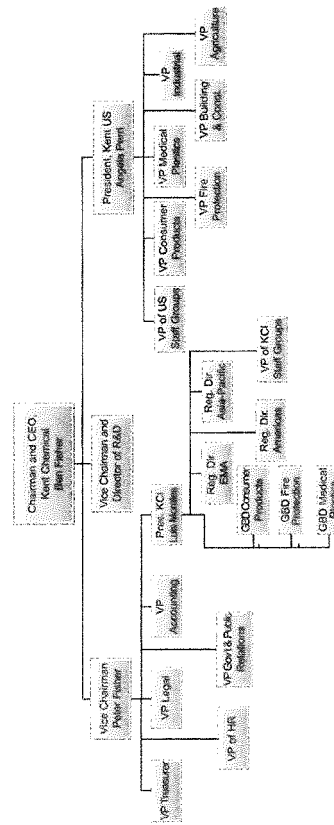 Chairman and CEO,
Kent Chemical
Ben Fisher
Vice Chairman
Peter Fisher
Vice Chairman and
Director of R&D
President, Kent US
Angela Perri
VP Treasurer
VP of HR
VP Legal
VP Govt & Public
Relations
VP
Accounting
Pres. KCI
Luis Morales
GBD Consumer
Products
GBD Fire
Protection
GBD Medical
Reg. Dir.
EMA
Reg. Dir.
Americas
Reg. Dir.
Asia-Pacific
VP of KCI
Staff Groups
VP of US
Staff Groups
VP Consumer
Products
VP Fire
Protection
VP Medical
Plastics
VP Building
& Const.
VP
Industrial
VP
Agriculture